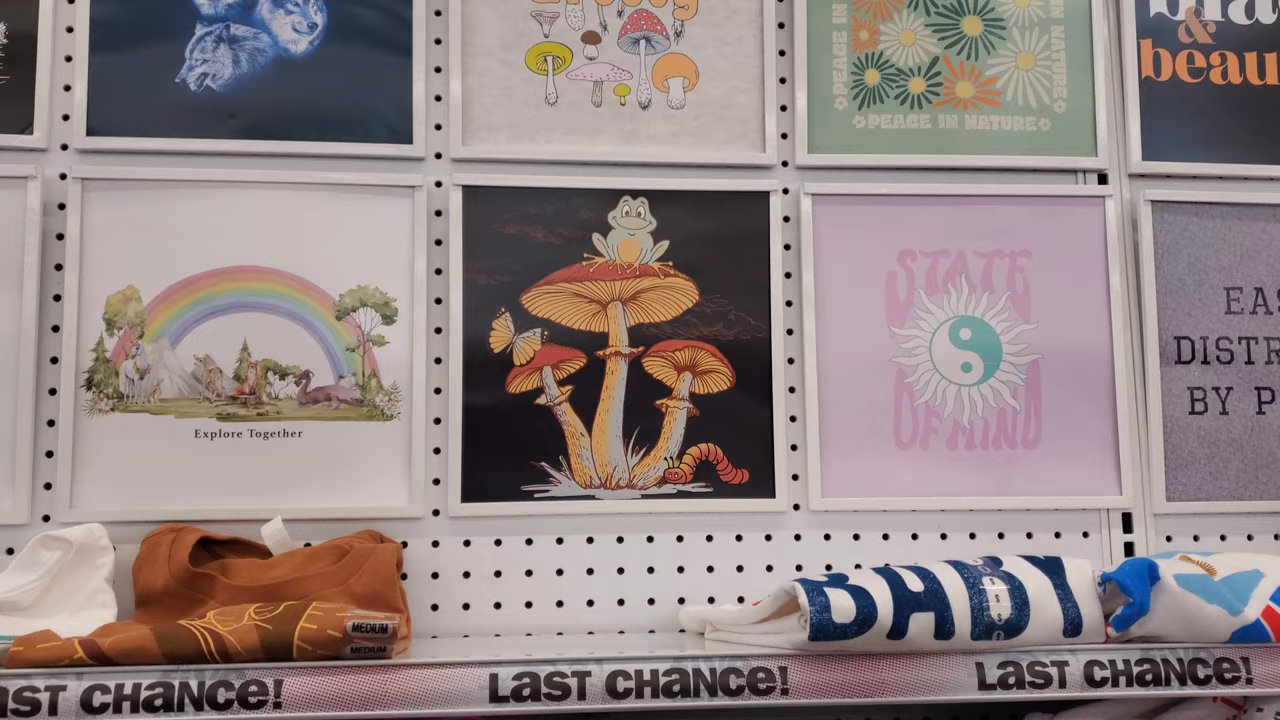 PEACE IN
PEACE IN NATURE
&
beau
Explore Together
STATE
OF MIND
EAS
DISTR
BY P
MEDIUM
MEDIUM
BABY
S
S
S
LAST CHANCE!
LAST CHANCE!
LAST CHANCE!